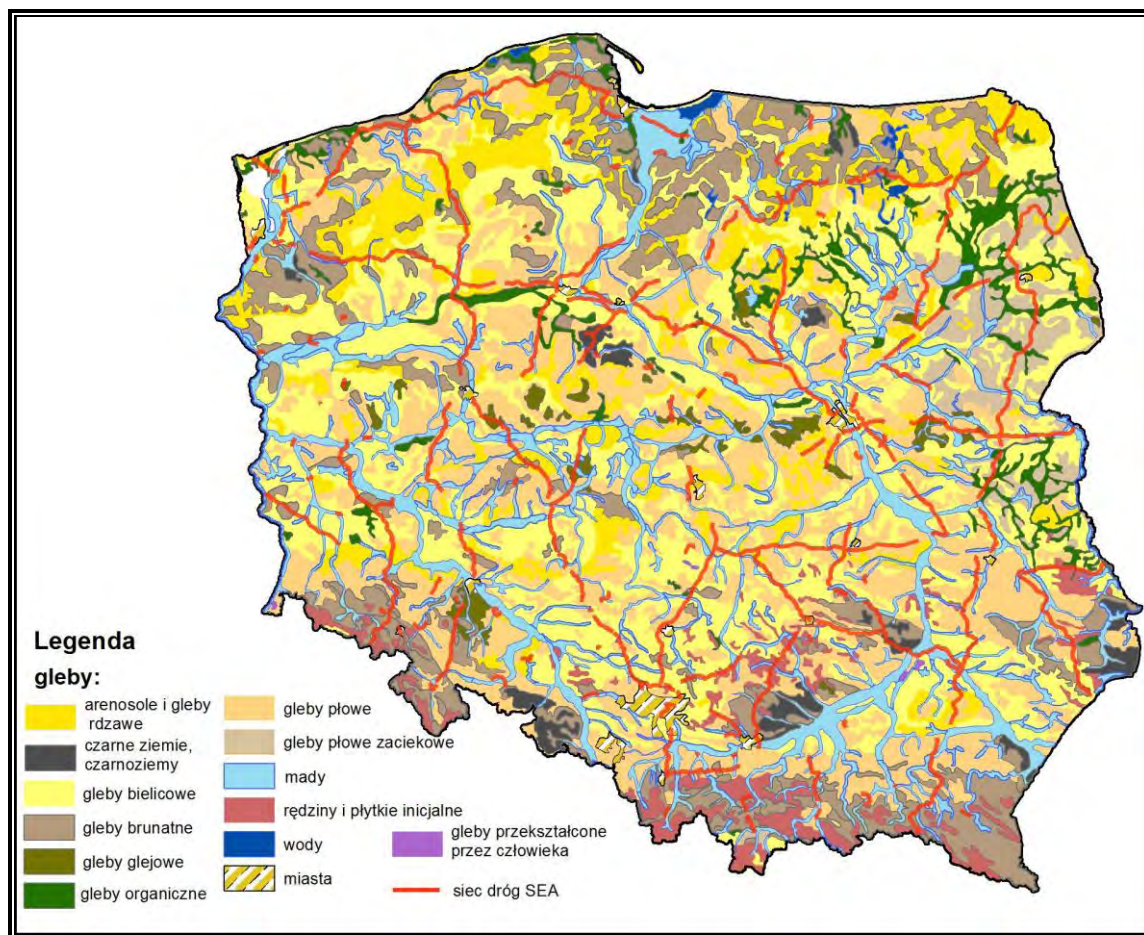 Legenda
gleby:
arenosole i gleby
rdzawe
czarne ziemie,
czarnoziemy
gleby bielicowe
gleby brunatne
gleby glejowe
gleby organiczne
gleby płowe
gleby płowe zaciekowe
mady
rędziny i płytkie inicjalne
wody
miasta
gleby przekształcone
przez człowieka
siec dróg SEA